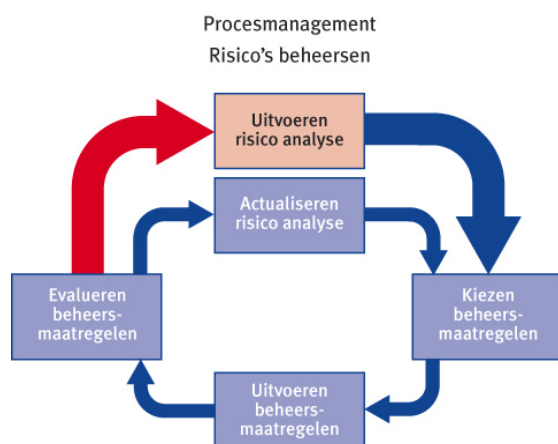 Procesmanagement
Risico's beheersen
Uitvoeren
risico analyse
Actualiseren
risico analyse
Evalueren
beheers-
maatregelen
Kiezen
beheers-
maatregelen
Uitvoeren
beheers-
maatregelen